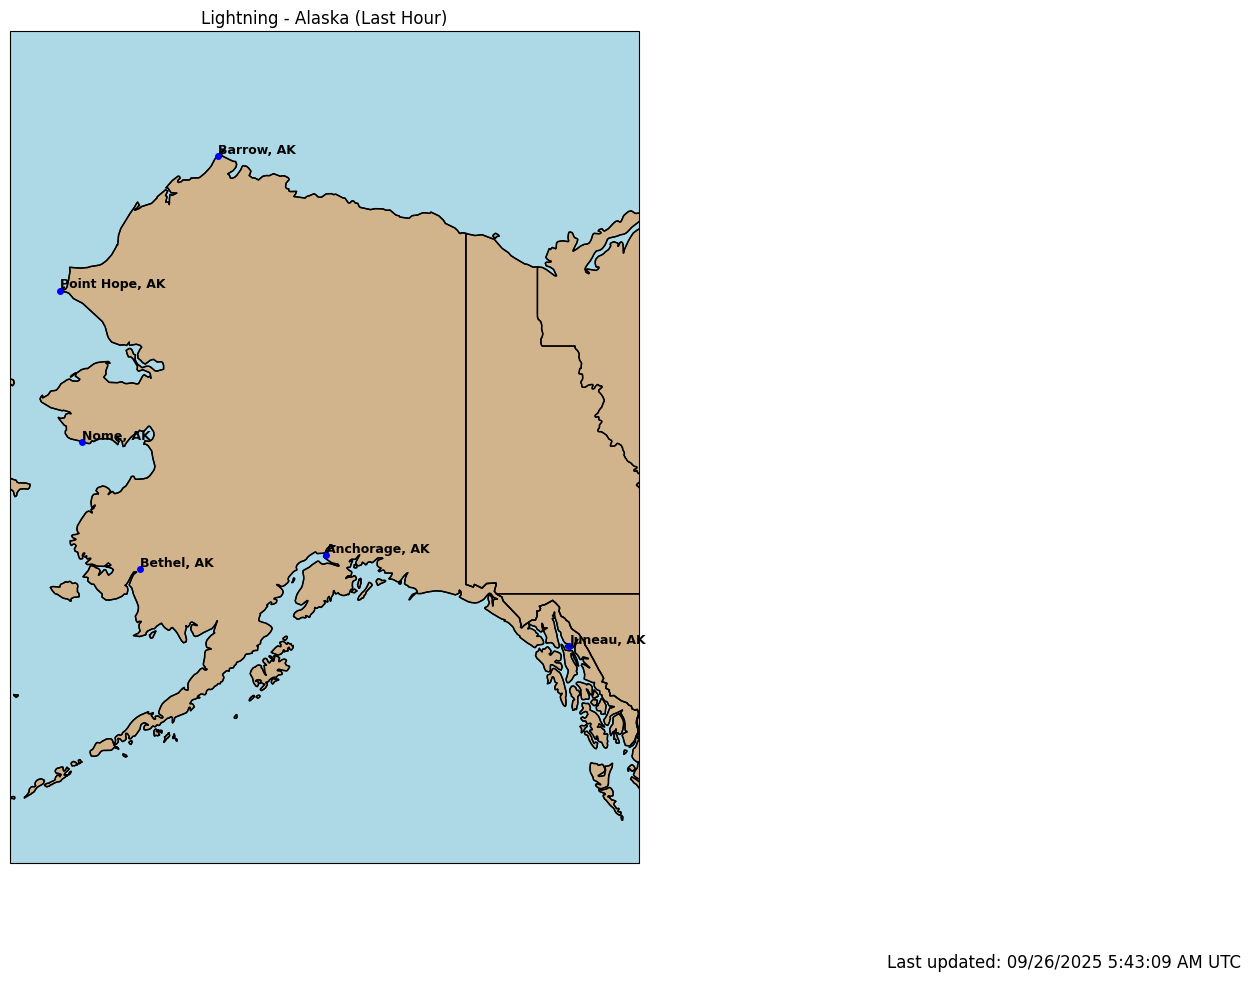 Lightning - Alaska (Last Hour)
Barrow, AK
Point Hope, AK
Nome, AK
Anchorage, AK
Bethel, AK
Juneau, AK
Last updated: 09/26/2025 5:43:09 AM UTC